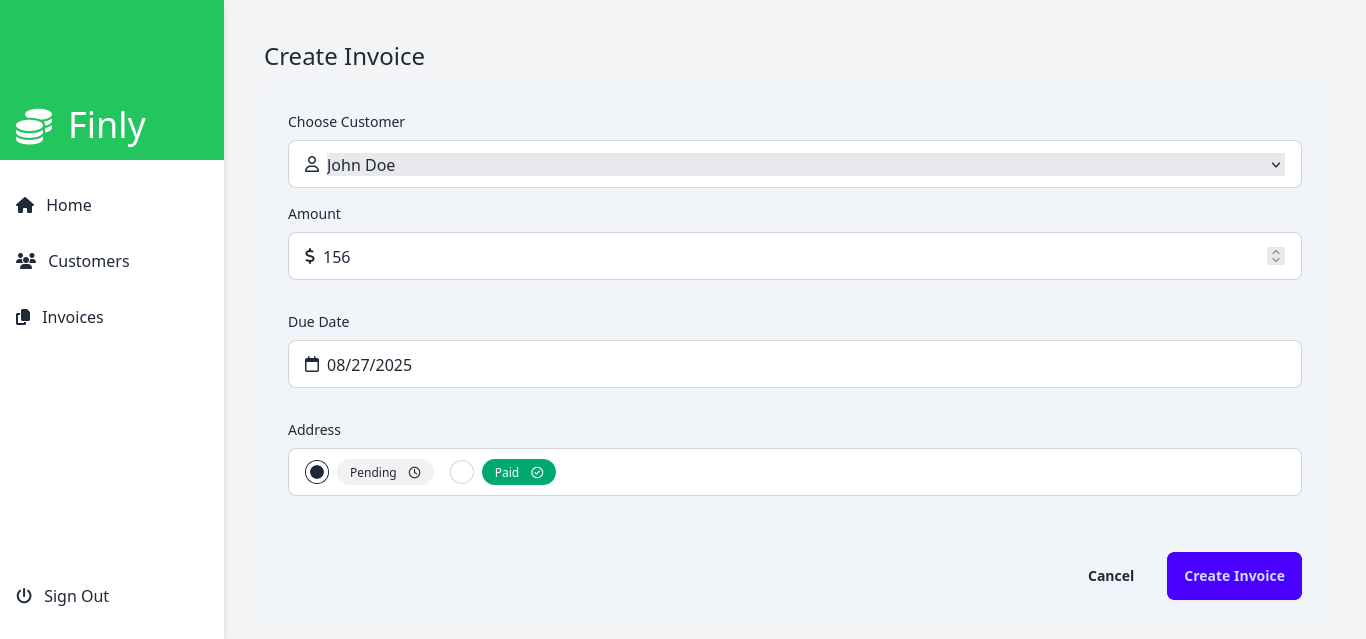 Finly
Home
Customers
Invoices
Sign Out
Create Invoice
Choose Customer
John Doe
Amount
$ 156
Due Date
08/27/2025
Address
Pending Paid
Cancel Create Invoice